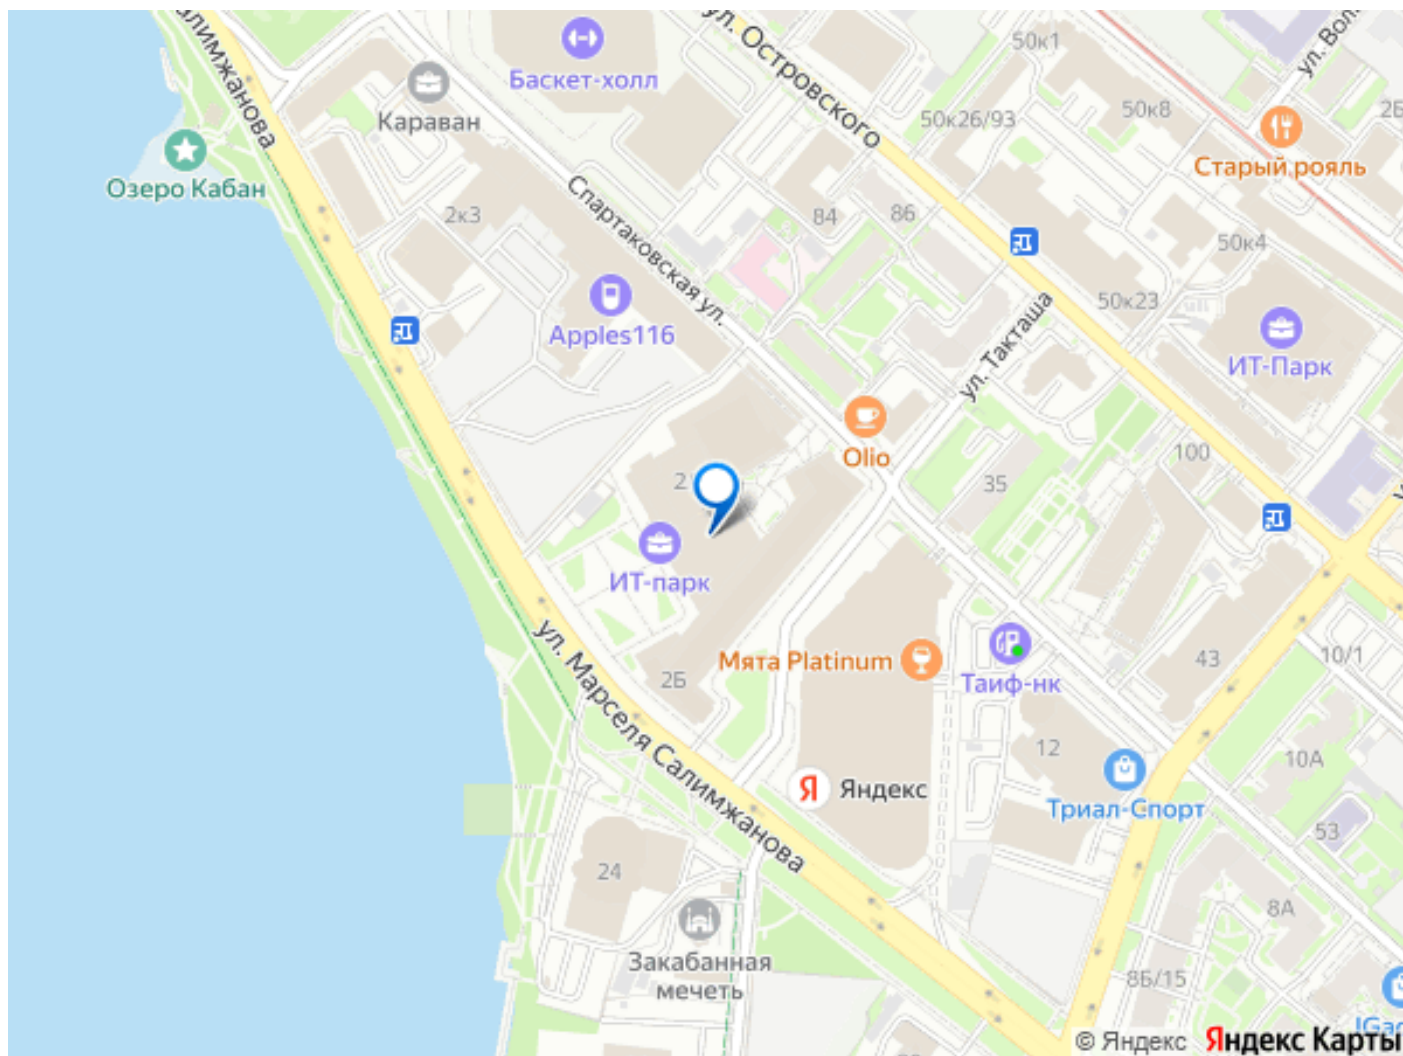 Салимжанова
ул. Островского
50к1
Баскет-холл
Караван
50к26/93
50к8
Старый рояль
Озеро Кабан
2к3
Спартаковская ул.
84
86
50к4
50к23
ИТ-Парк
Apples116
ул. Такташа
Olio
100
35
2
ИТ-парк
ул. Марселя Салимжанова
2Б
Мята Platinum
Таиф-нк
43
10/1
12
10А
Яндекс
Триал-Спорт
53
24
8А
Закабанная
мечеть
8Б/15
© Яндекс
Яндекс Карты